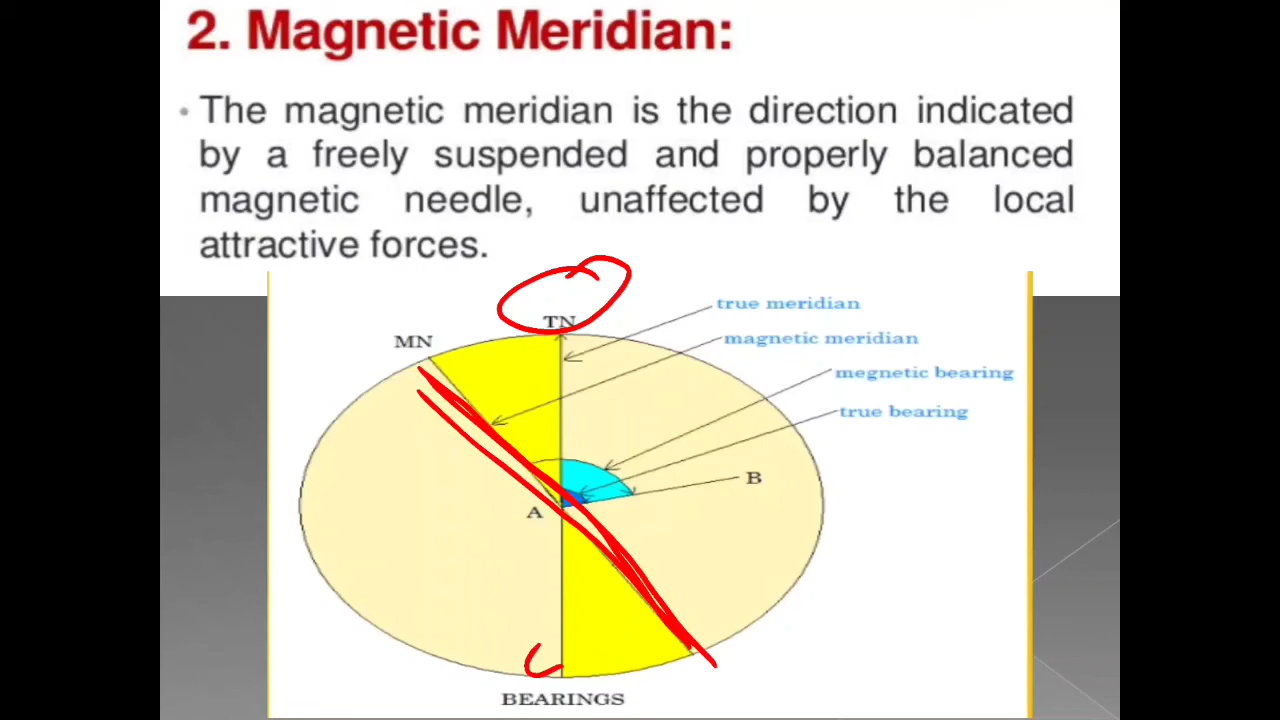 2. Magnetic Meridian:
• The magnetic meridian is the direction indicated
by a freely suspended and properly balanced
magnetic needle, unaffected by the local
attractive forces.
true meridian
TN
MN
magnetic meridian
megnetic bearing
true bearing
B
A
BEARINGS